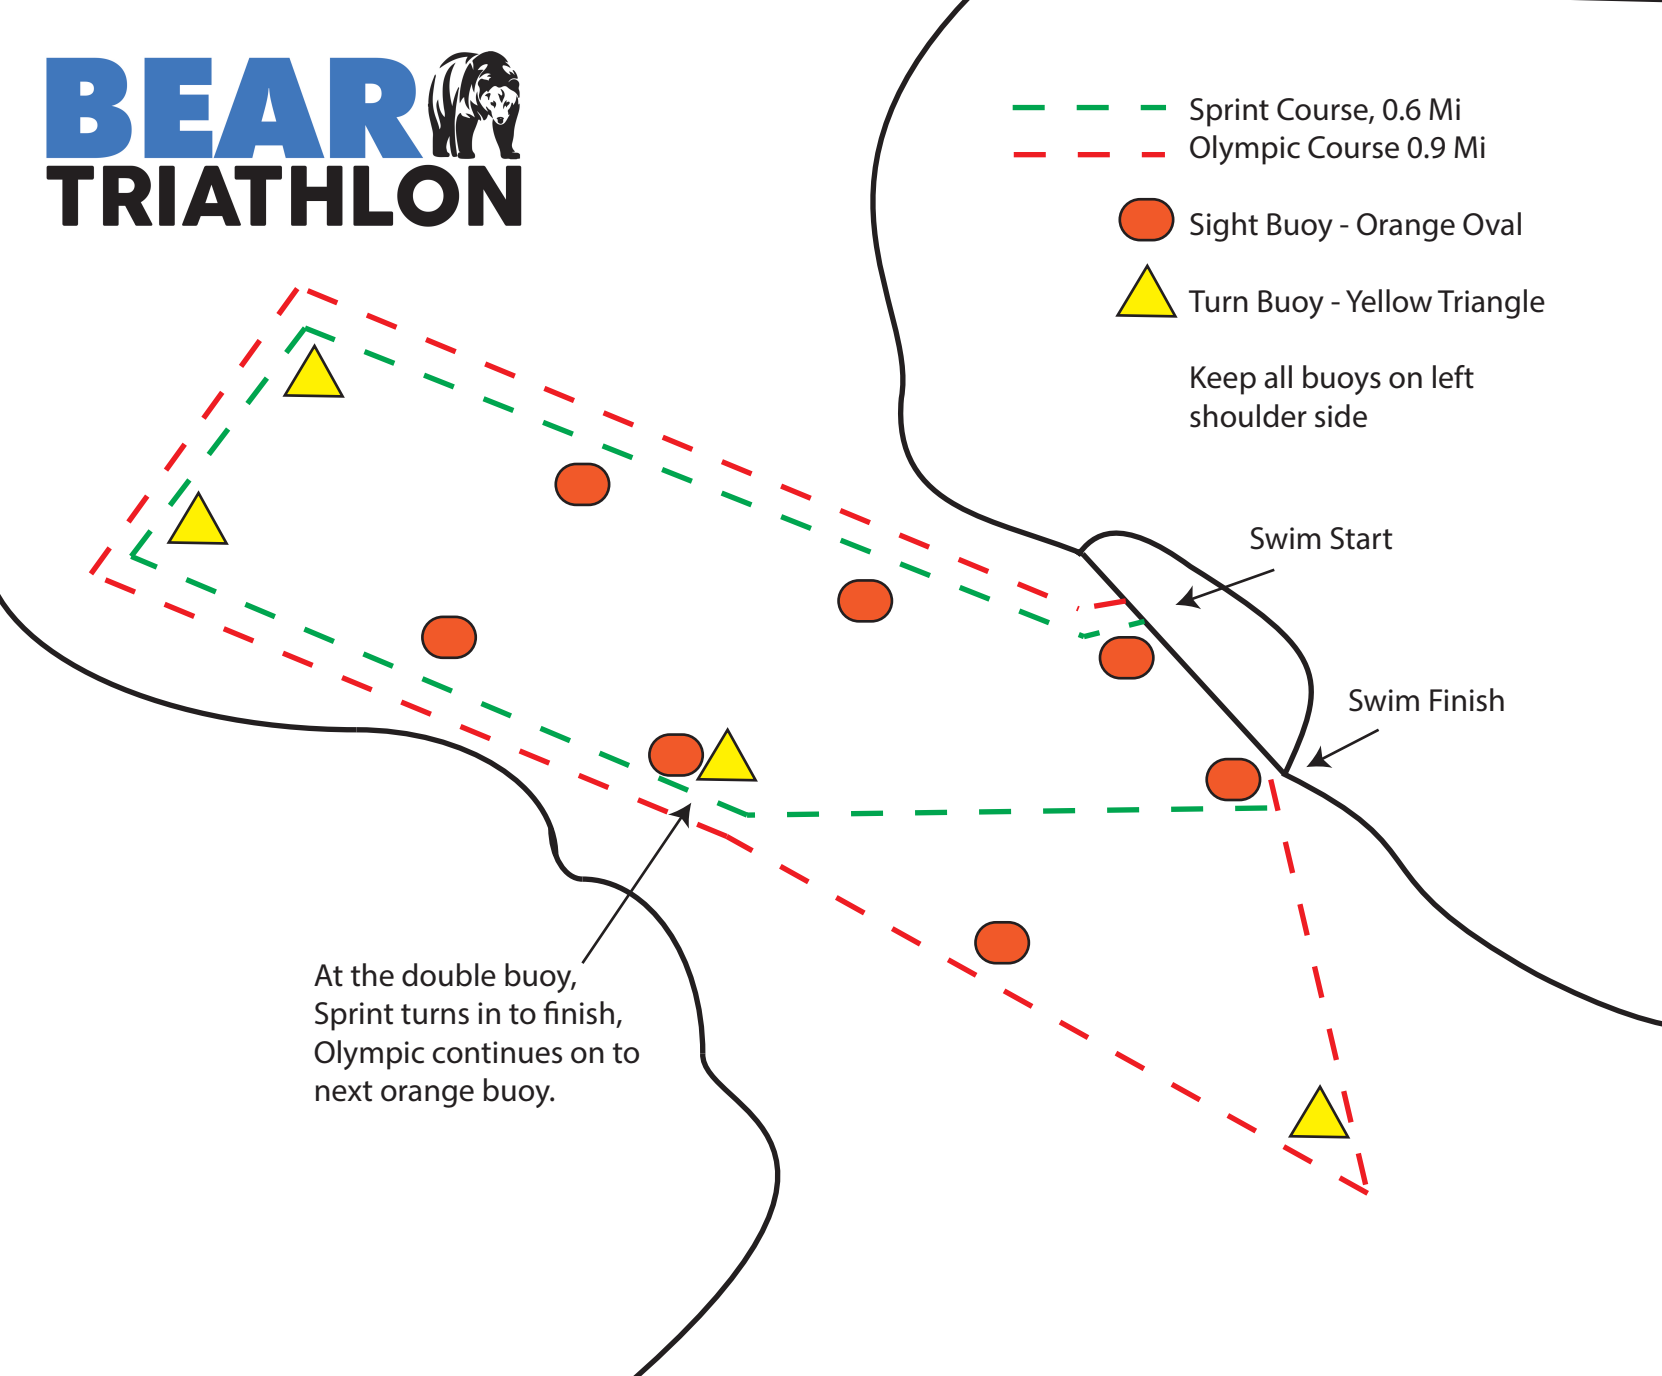 BEAR
TRIATHLON
Sprint Course, 0.6 Mi
Olympic Course 0.9 Mi
Sight Buoy - Orange Oval
Turn Buoy - Yellow Triangle
Keep all buoys on left
shoulder side
Swim Start
Swim Finish
At the double buoy,
Sprint turns in to finish,
Olympic continues on to
next orange buoy.